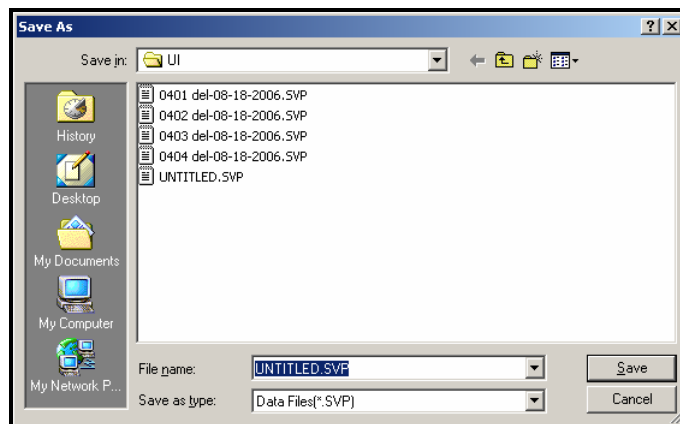 Save As
Save in:
UI
History
Desktop
My Documents
My Computer
My Network P...
0401 del-08-18-2006.SVP
0402 del-08-18-2006.SVP
0403 del-08-18-2006.SVP
0404 del-08-18-2006.SVP
UNTITLED.SVP
File name:
UNTITLED.SVP
Save
Save as type:
Data Files(*.SVP)
Cancel